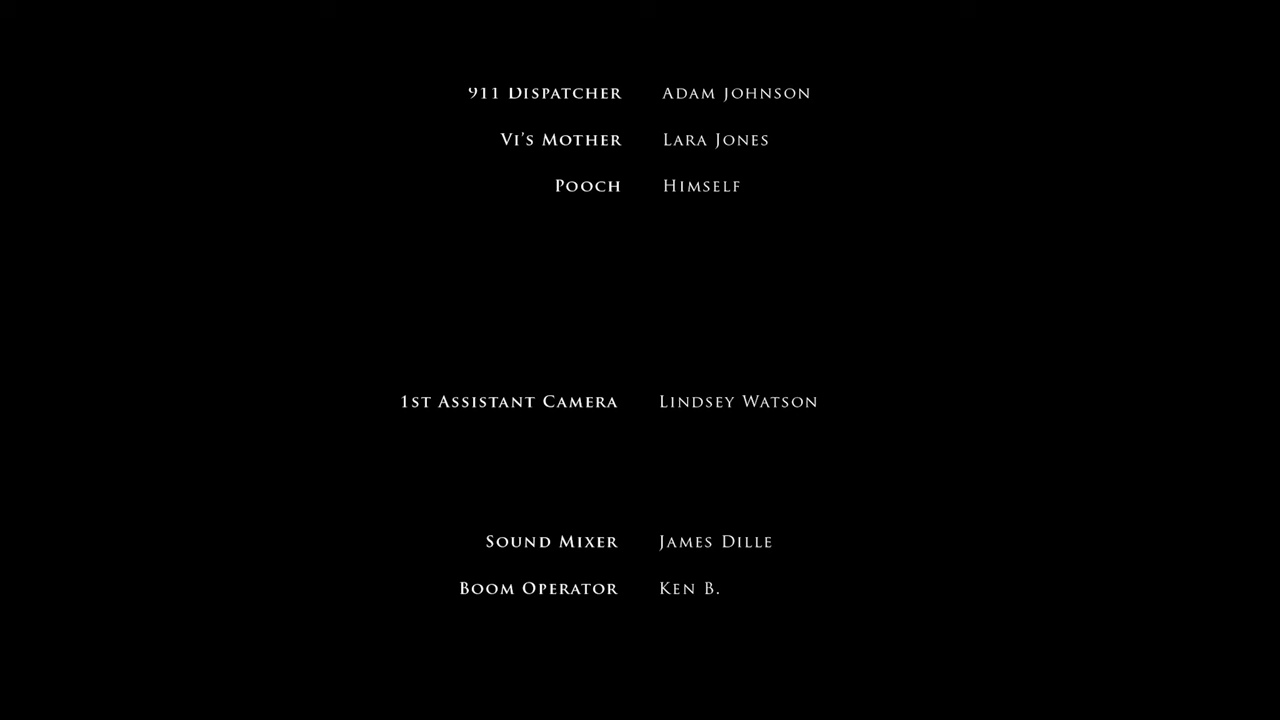 911 Dispatcher Adam Johnson
Vi's Mother Lara Jones
Pooch Himself
1st Assistant Camera Lindsey Watson
Sound Mixer James Dille
Boom Operator Ken B.